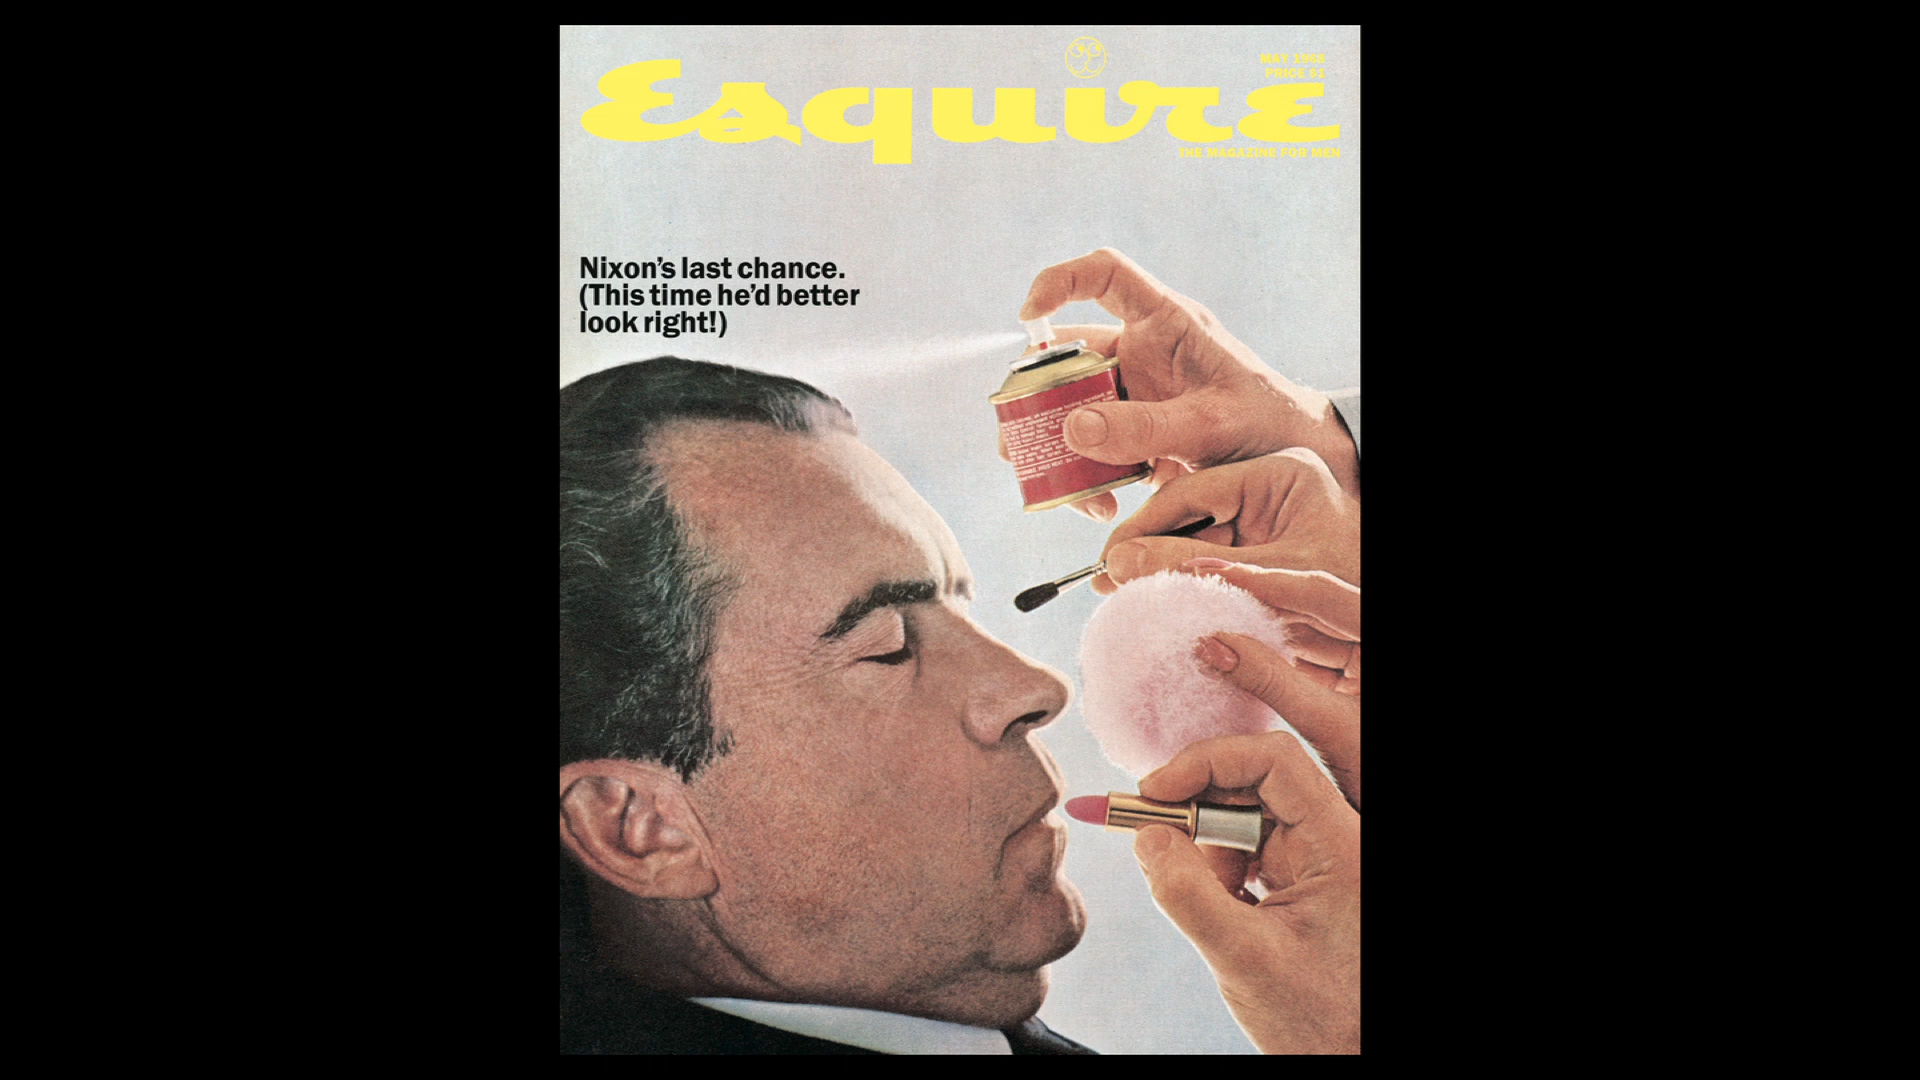 Esquire
MAY 1968
PRICE $1
THE MAGAZINE FOR MEN
Nixon's last chance.
(This time he'd better
look right!)